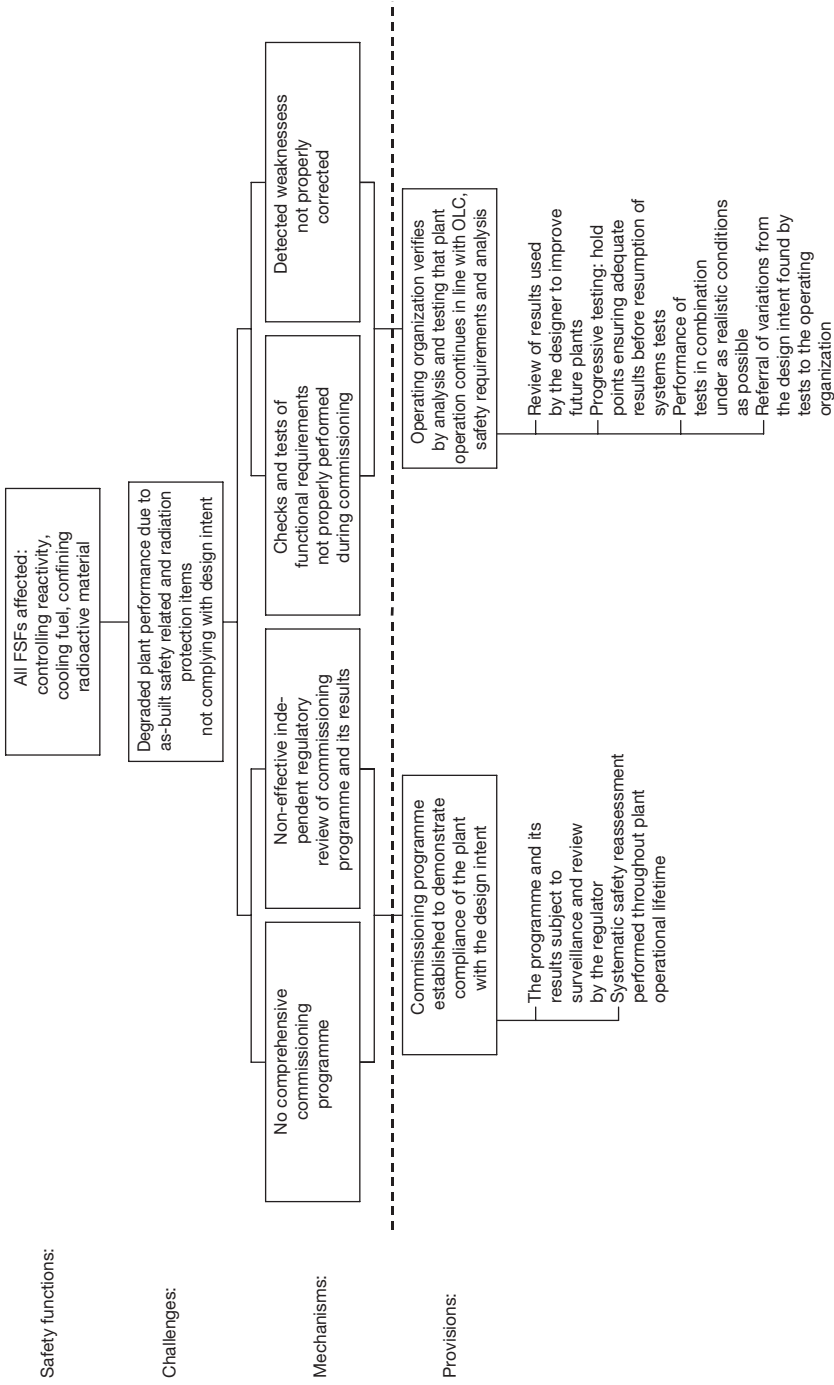 Safety functions:
All FSFs affected:
controlling reactivity,
cooling fuel, confining
radioactive material
Challenges:
Degraded plant performance due to
as-built safety related and radiation
protection items
not complying with design intent
Mechanisms:
No comprehensive
commissioning
programme
Non-effective inde-
pendent regulatory
review of commissioning
programme and its results
Checks and tests of
functional requirements
not properly performed
during commissioning
Detected weaknessess
not properly
corrected
Provisions:
Commissioning programme
established to demonstrate
compliance of the plant
with the design intent
The programme and its
results subject to
surveillance and review
by the regulator
Systematic safety reassessment
performed throughout plant
operational lifetime
Operating organization verifies
by analysis and testing that plant
operation continues in line with OLC,
safety requirements and analysis
Review of results used
by the designer to improve
future plants
Progressive testing: hold
points ensuring adequate
results before resumption of
systems tests
Performance of
tests in combination
under as realistic conditions
as possible
Referral of variations from
the design intent found by
tests to the operating
organization